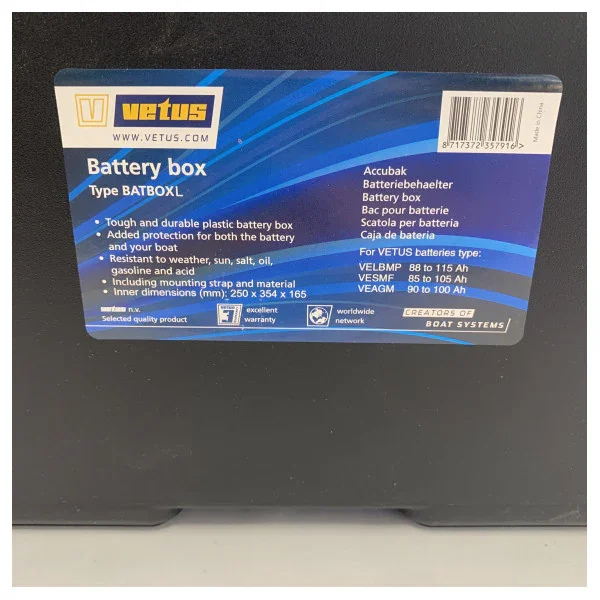 V vetus
WWW.VETUS.COM
Battery box
Type BATBOXL
• Tough and durable plastic battery box
• Added protection for both the battery
and your boat
• Resistant to weather, sun, salt, oil,
gasoline and acid
• Including mounting strap and material
• Inner dimensions (mm): 250 x 354 x 165
vetus n.v.
Selected quality product
excellent
warranty
worldwide
network
8 717372 357916 >
Made in China
Accubak
Batteriebehaelter
Battery box
Bac pour batterie
Scatola per batteria
Caja de bateria
For VETUS batteries type:
VELBMP 88 to 115 Ah
VESMF 85 to 105 Ah
VEAGM 90 to 100 Ah
CREATORS OF
BOAT SYSTEMS